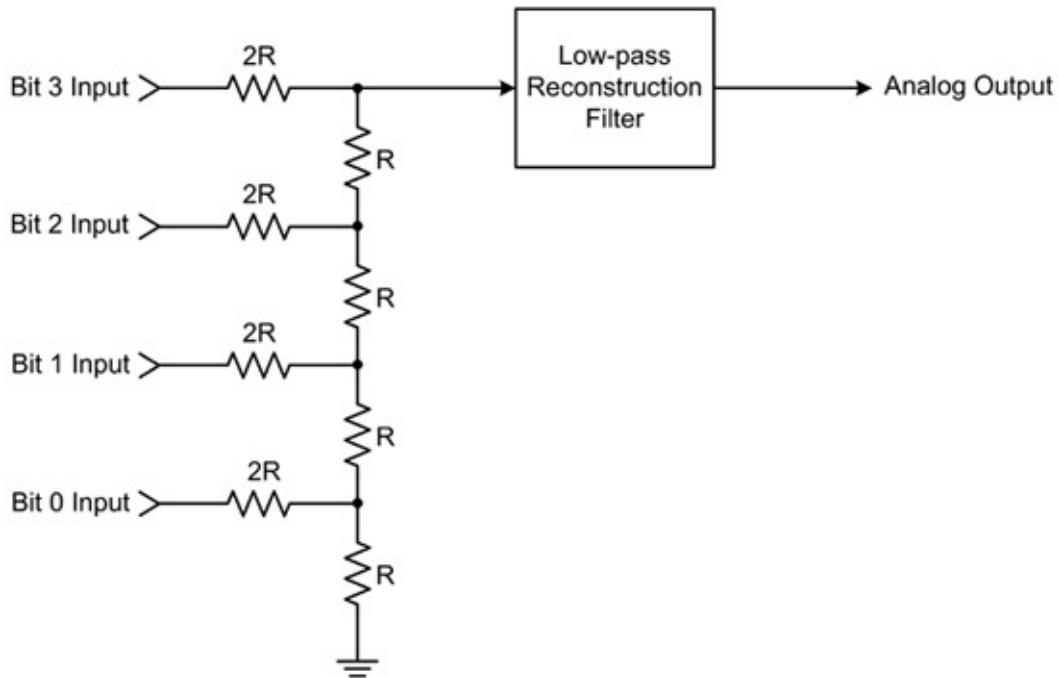 2R
Bit 3 Input
Low-pass
Reconstruction
Filter
Analog Output
R
2R
Bit 2 Input
R
2R
Bit 1 Input
R
2R
Bit 0 Input
R